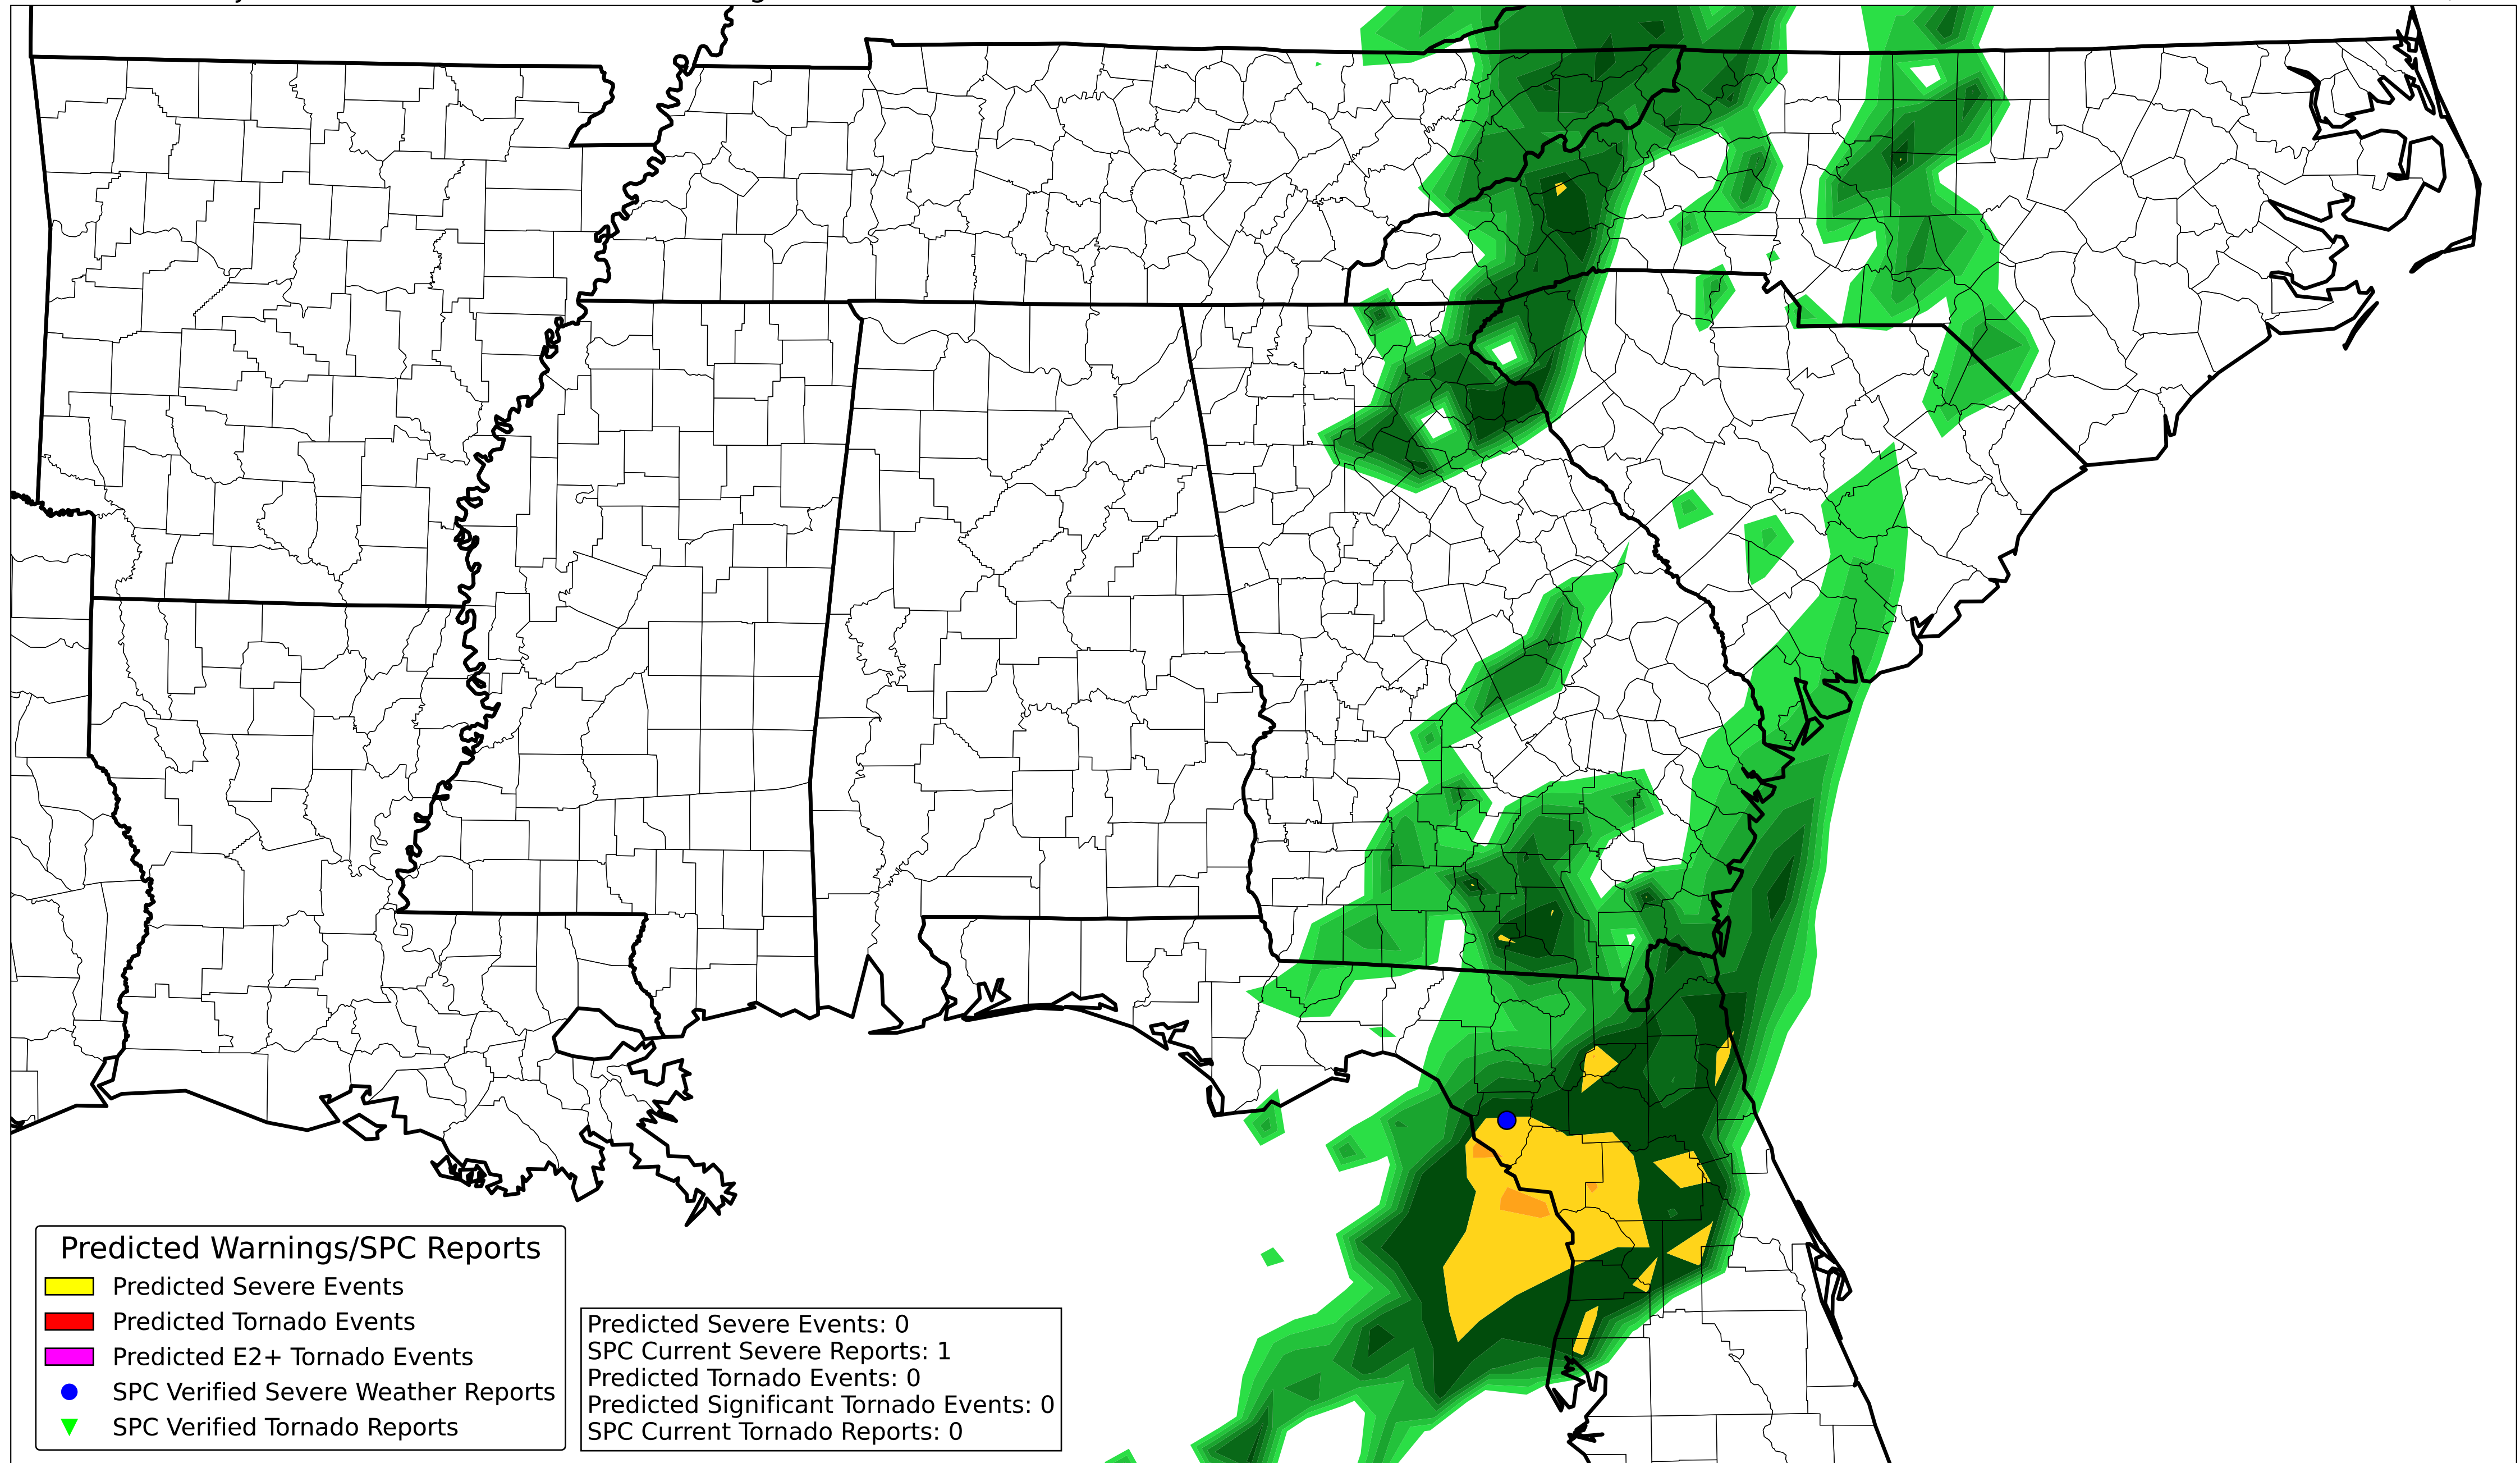 Predicted Warnings/SPC Reports
Predicted Severe Events
Predicted Tornado Events
Predicted E2+ Tornado Events
SPC Verified Severe Weather Reports
SPC Verified Tornado Reports
Predicted Severe Events: 0
SPC Current Severe Reports: 1
Predicted Tornado Events: 0
Predicted Significant Tornado Events: 0
SPC Current Tornado Reports: 0